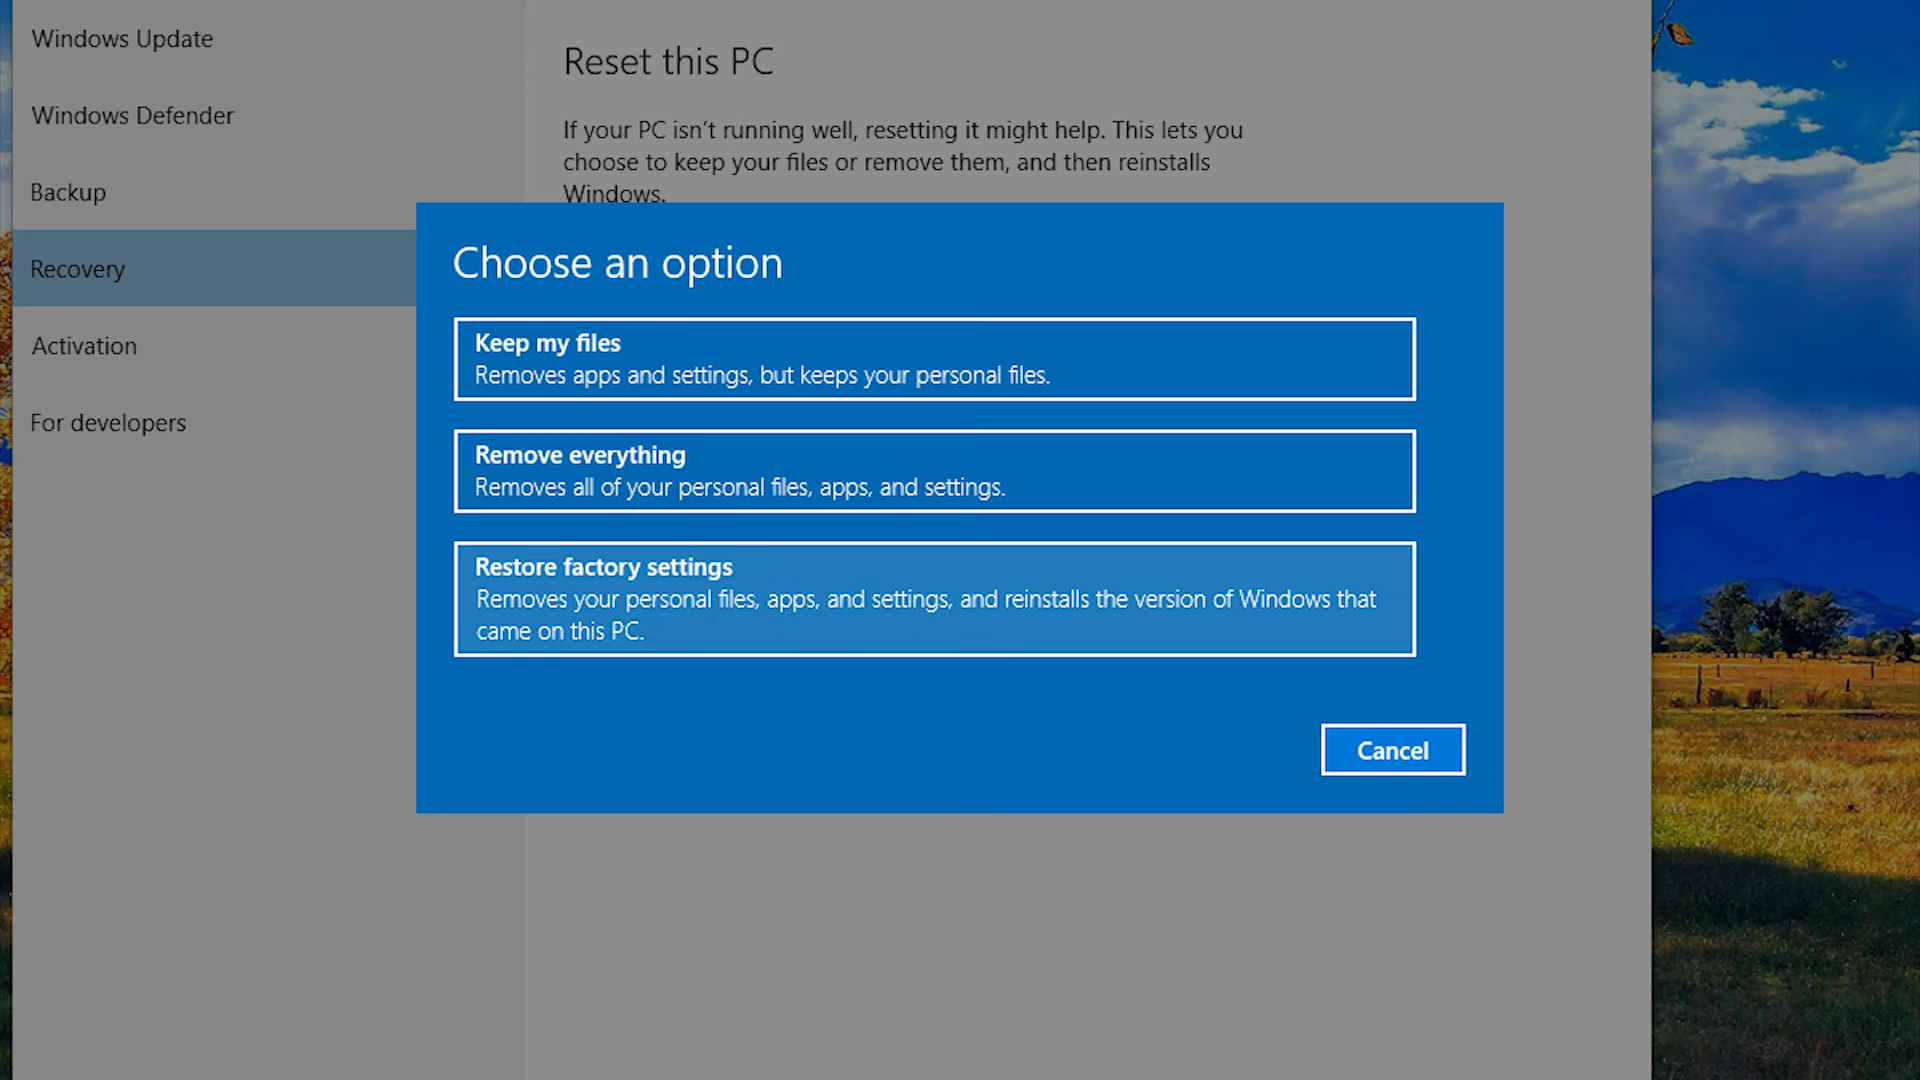 Windows Update
Windows Defender
Backup
Recovery
Activation
For developers
Reset this PC
If your PC isn't running well, resetting it might help. This lets you
choose to keep your files or remove them, and then reinstalls
Windows.
Choose an option
Keep my files
Removes apps and settings, but keeps your personal files.
Remove everything
Removes all of your personal files, apps, and settings.
Restore factory settings
Removes your personal files, apps, and settings, and reinstalls the version of Windows that
came on this PC.
Cancel